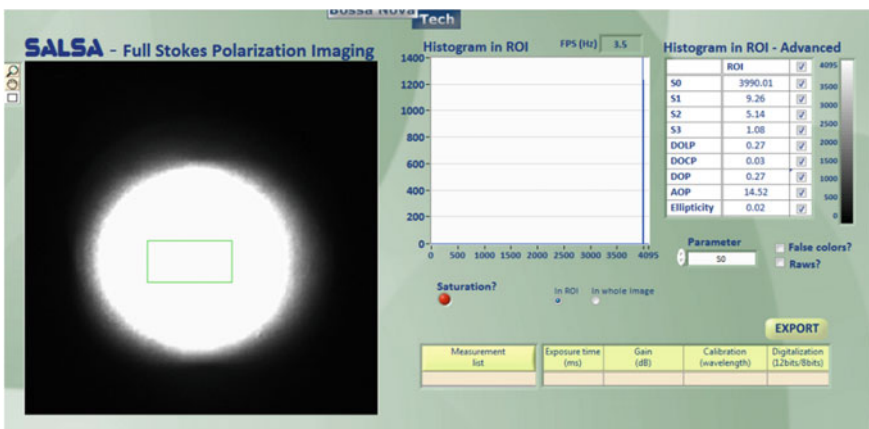 Bossa Nova
Tech
SALSA - Full Stokes Polarization Imaging
Histogram in ROI
FPS (Hz) 3.5
1400
1200
1000
800
600
400
200
0
0 500 1000 1500 2000 2500 3000 3500 4095
Saturation?
In ROI In whole Image
Histogram in ROI - Advanced
ROI
S0 3990.01
S1 9.26
S2 5.14
S3 1.08
DOLP 0.27
DOCP 0.03
DOP 0.27
AOP 14.52
Ellipticity 0.02
4095
3500
3000
2500
2000
1500
1000
500
0
Parameter
S0
False colors?
Raws?
EXPORT
Measurement
list
Exposure time
(ms)
Gain
(dB)
Calibration
(wavelength)
Digitalization
(12bits/8bits)